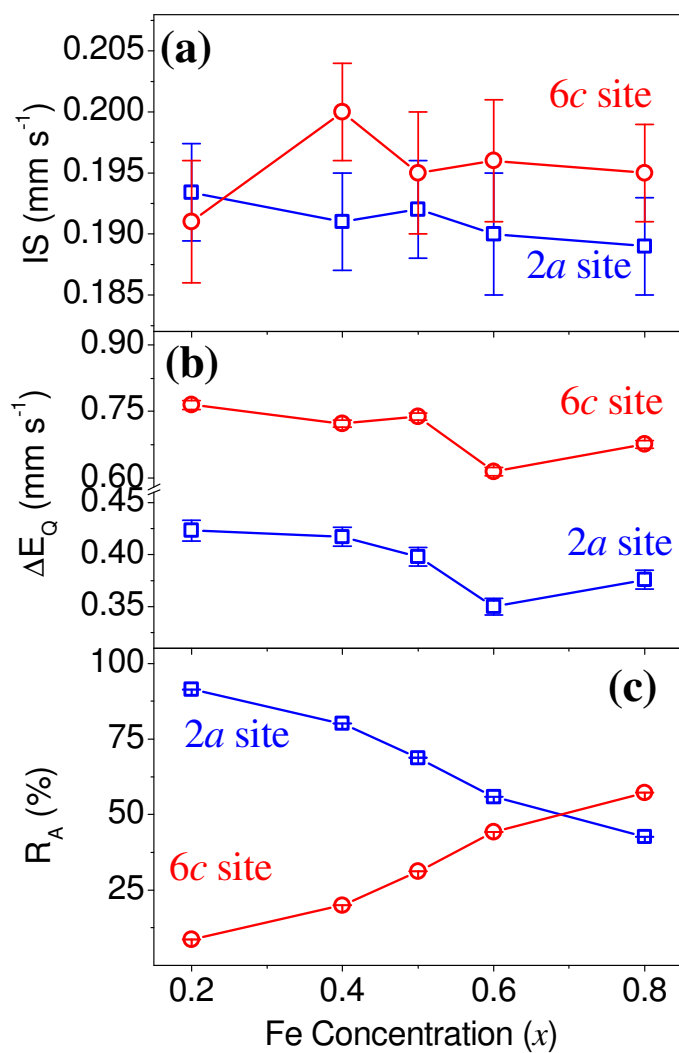 (a)
0.205
0.200
0.195
0.190
0.185
IS (mm s⁻¹)
6c site
2a site
(b)
0.90
0.75
0.60
0.45
0.40
0.35
ΔE_Q (mm s⁻¹)
6c site
2a site
(c)
100
75
50
25
R_A (%)
2a site
6c site
0.2 0.4 0.6 0.8
Fe Concentration (x)